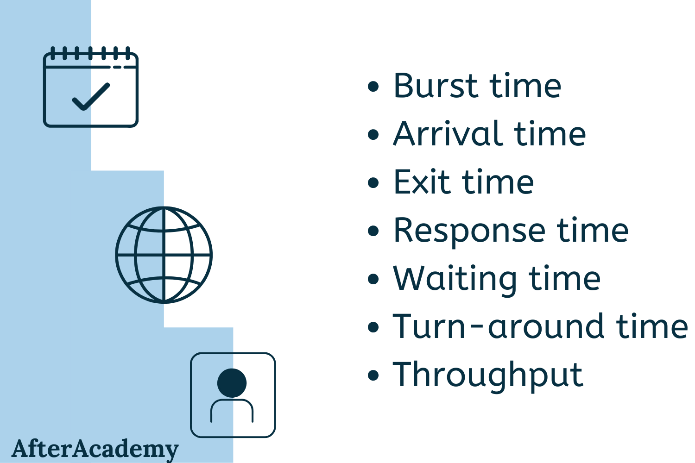 • Burst time
• Arrival time
• Exit time
• Response time
• Waiting time
• Turn-around time
• Throughput
AfterAcademy